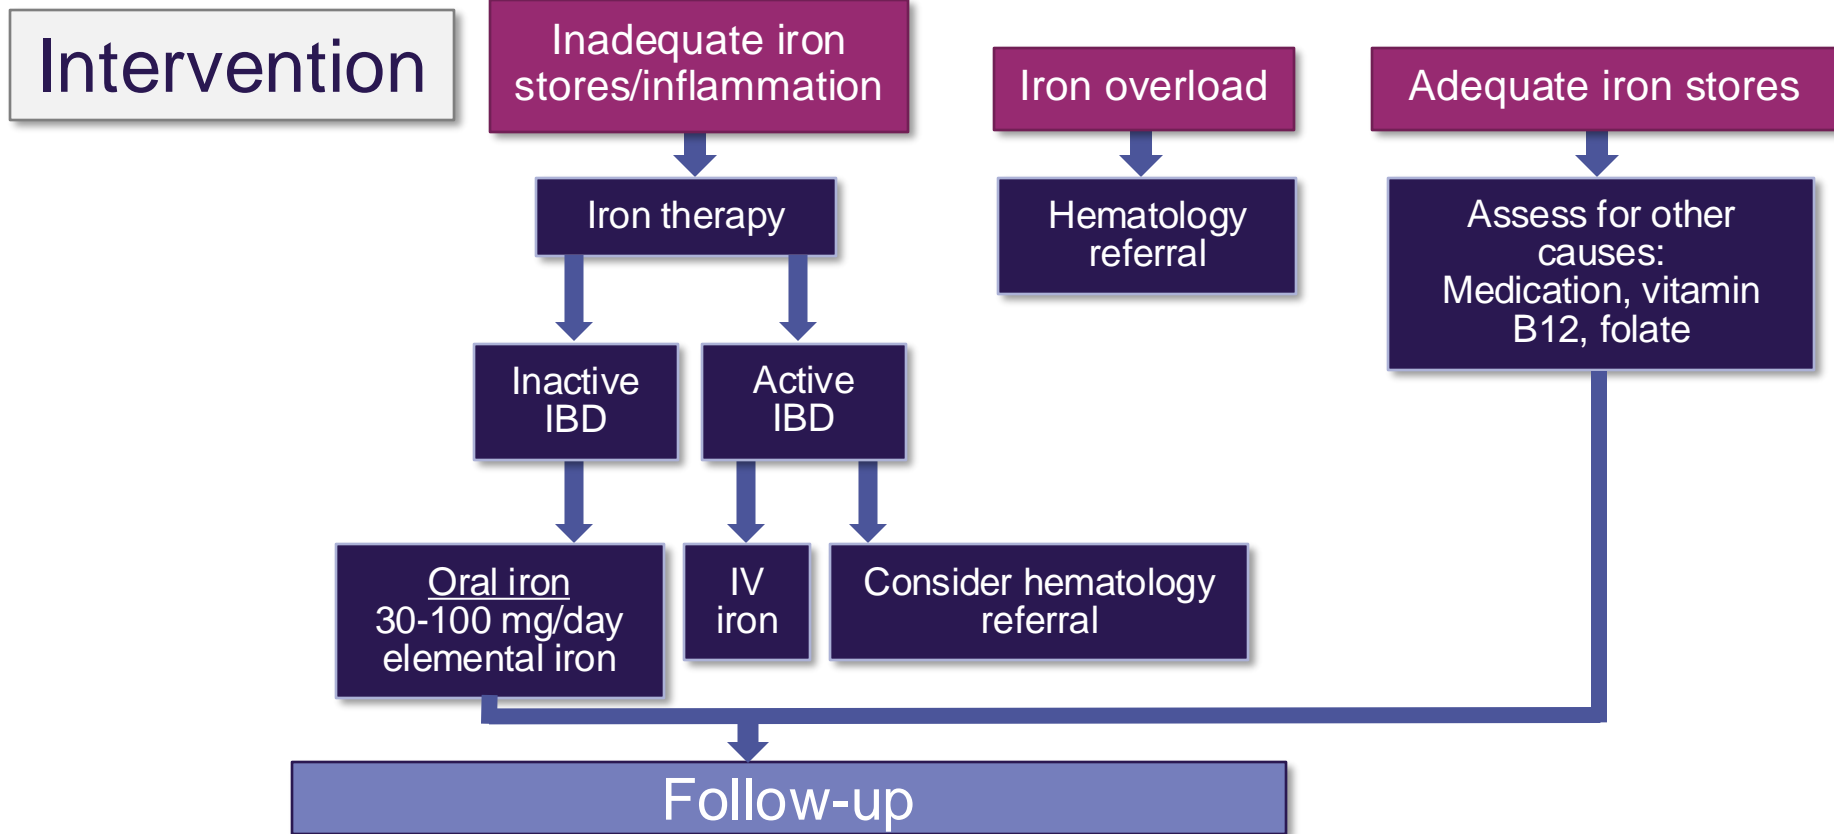 Intervention
Inadequate iron
stores/inflammation
Iron overload
Adequate iron stores
Iron therapy
Hematology
referral
Assess for other
causes:
Medication, vitamin
B12, folate
Inactive
IBD
Active
IBD
Oral iron
30-100 mg/day
elemental iron
IV
iron
Consider hematology
referral
Follow-up